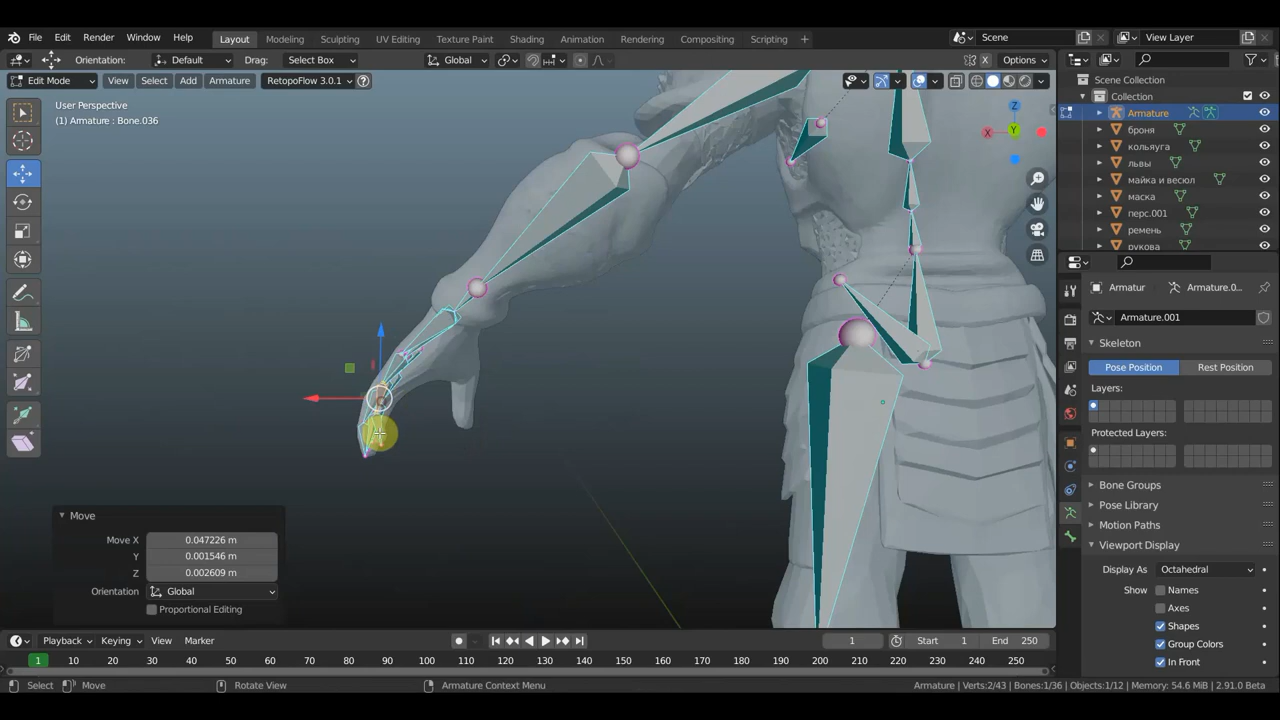 File Edit Render Window Help Layout Modeling Sculpting UV Editing Texture Paint Shading Animation Rendering Compositing Scripting + Scene View Layer
Orientation: Default Drag: Select Box Global Options
Edit Mode View Select Add Armature RetopoFlow 3.0.1 ?
User Perspective
(1) Armature : Bone.036
Z
X
Y
Scene Collection
Collection
Armature
броня
кольяуга
львы
майка и весюл
маска
перс.001
ремень
рукова
Armatur Armature.0...
Armature.001
Skeleton
Pose Position Rest Position
Layers:
Protected Layers:
Bone Groups
Pose Library
Motion Paths
Viewport Display
Display As Octahedral
Show Names
Axes
Shapes
Group Colors
In Front
Move
Move X 0.047226 m
Y 0.001546 m
Z 0.002609 m
Orientation Global
Proportional Editing
Playback Keying View Marker 1 Start 1 End 250
1 10 20 30 40 50 60 70 80 90 100 110 120 130 140 150 160 170 180 190 200 210 220 230 240 250
Select Move Rotate View Armature Context Menu Armature | Verts:2/43 | Bones:1/36 | Objects:1/12 | Memory: 54.6 MiB | 2.91.0 Beta